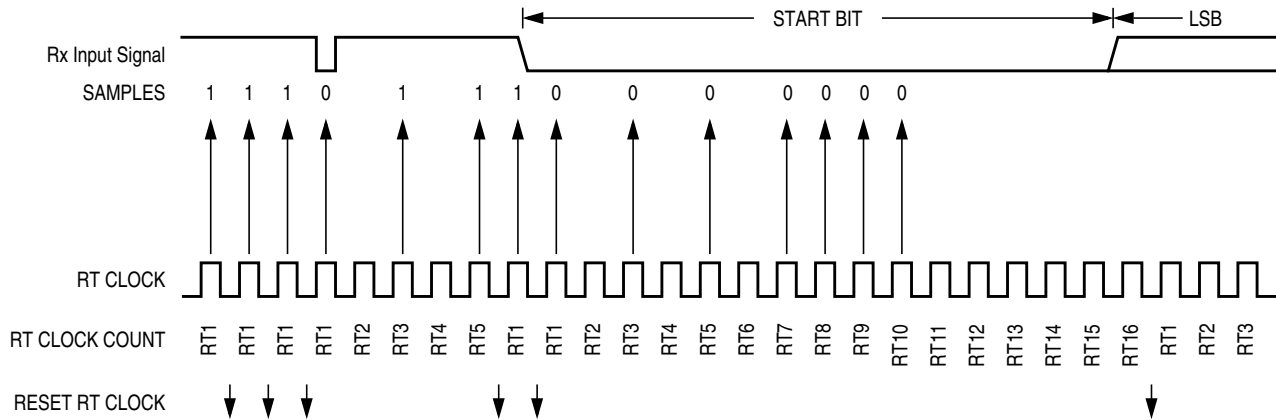 START BIT LSB
Rx Input Signal
SAMPLES 1 1 1 0 1 1 1 0 0 0 0 0 0 0
RT CLOCK
RT CLOCK COUNT RT1 RT1 RT1 RT1 RT2 RT3 RT4 RT5 RT1 RT1 RT2 RT3 RT4 RT5 RT6 RT7 RT8 RT9 RT10 RT11 RT12 RT13 RT14 RT15 RT16 RT1 RT2 RT3
RESET RT CLOCK